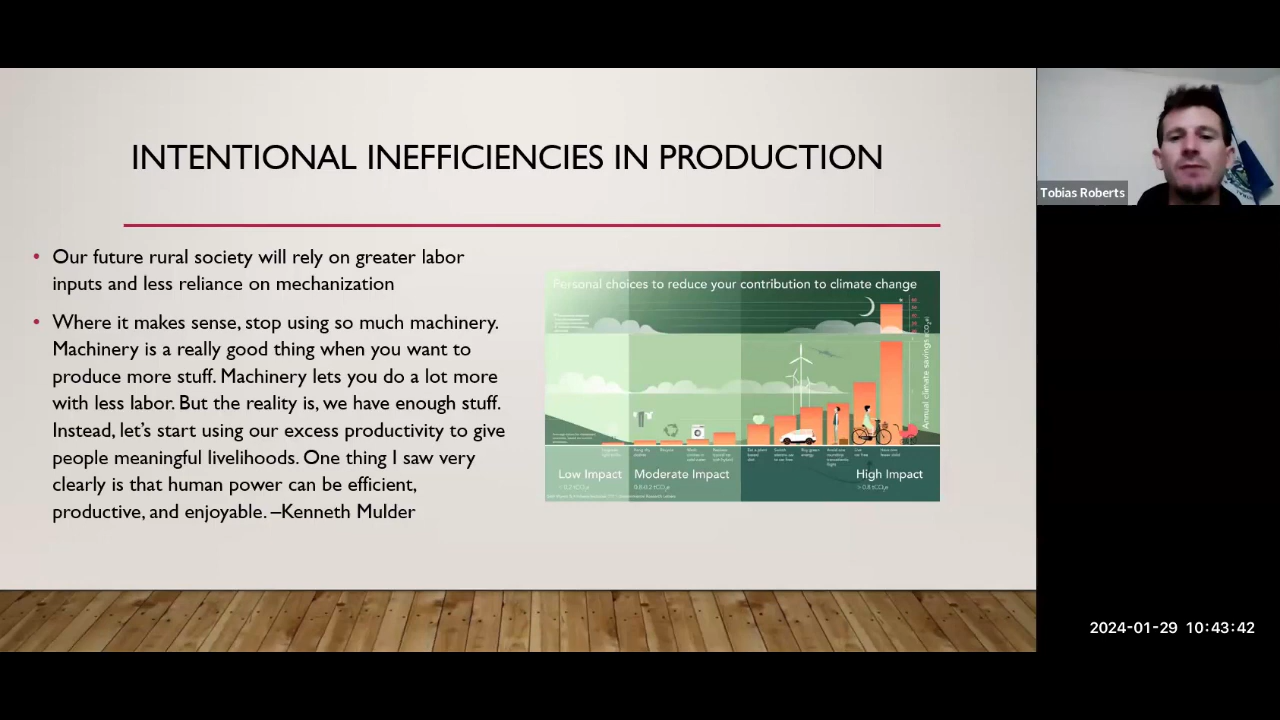 INTENTIONAL INEFFICIENCIES IN PRODUCTION
• Our future rural society will rely on greater labor
inputs and less reliance on mechanization
• Where it makes sense, stop using so much machinery.
Machinery is a really good thing when you want to
produce more stuff. Machinery lets you do a lot more
with less labor. But the reality is, we have enough stuff.
Instead, let's start using our excess productivity to give
people meaningful livelihoods. One thing I saw very
clearly is that human power can be efficient,
productive, and enjoyable. –Kenneth Mulder
Personal choices to reduce your contribution to climate change
Annual climate savings
Low Impact
Moderate Impact
High Impact
Tobias Roberts
2024-01-29 10:43:42